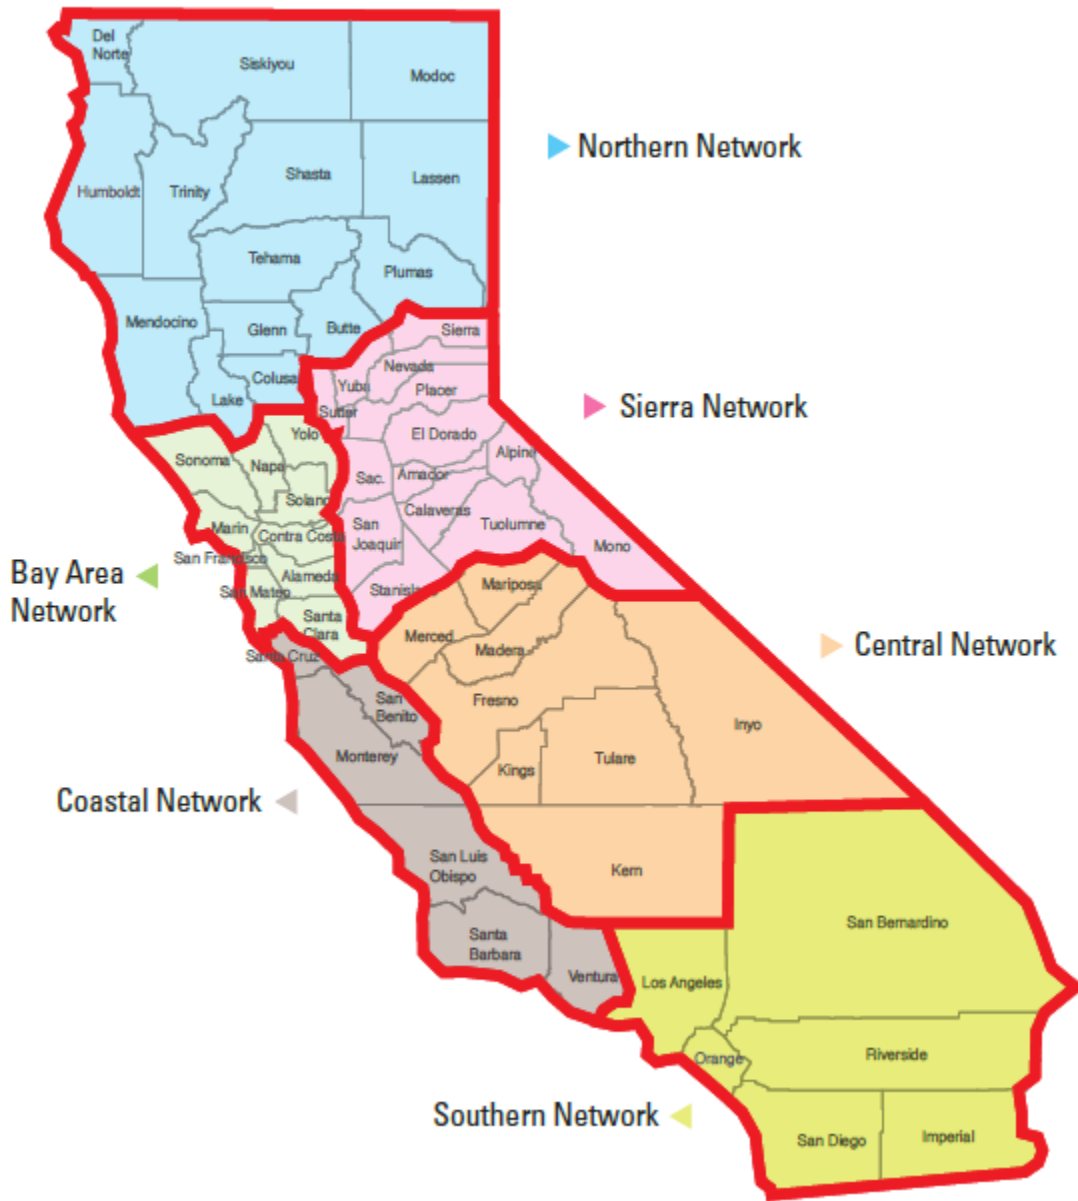 Del
Norte
Siskiyou
Modoc
Northern Network
Humboldt
Trinity
Shasta
Lassen
Tehama
Plumas
Mendocino
Glenn
Butte
Sierra
Nevada
Colusa
Yuba
Placer
Lake
Sutter
Sierra Network
Yolo
El Dorado
Sonoma
Napa
Alpine
Sac.
Amador
Solano
Calaveras
Marin
San
Joaquin
Tuolumne
Contra Costa
Mono
San Francisco
Bay Area
Network
Alameda
Stanisla
Mariposa
San Mateo
Santa
Clara
Merced
Madera
Central Network
Santa Cruz
San
Benito
Fresno
Inyo
Monterey
Kings
Tulare
Coastal Network
San Luis
Obispo
Kern
San Bernardino
Santa
Barbara
Ventura
Los Angeles
Orange
Riverside
Southern Network
San Diego
Imperial